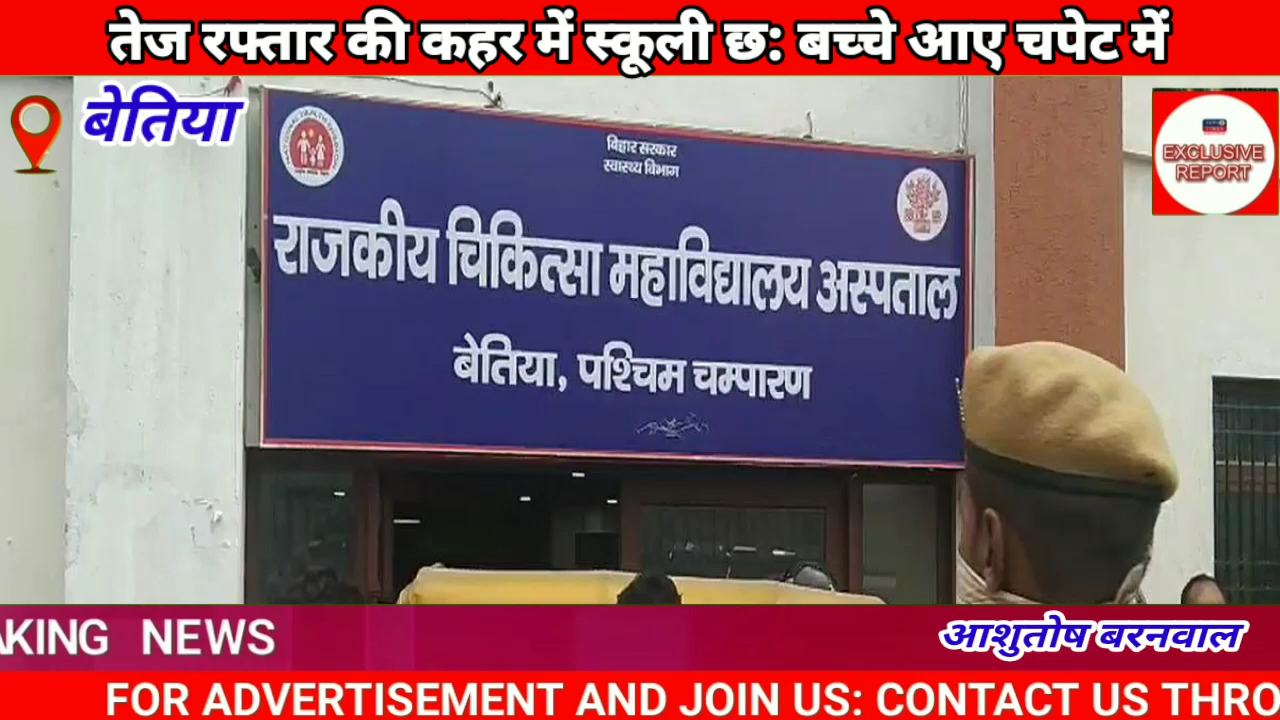 तेज रफ्तार की कहर में स्कूली छ: बच्चे आए चपेट में
बेतिया
EXCLUSIVE
REPORT
बिहार सरकार
स्वास्थ्य विभाग
राजकीय चिकित्सा महाविद्यालय अस्पताल
बेतिया, पश्चिम चम्पारण
AKING NEWS
आशुतोष बरनवाल
FOR ADVERTISEMENT AND JOIN US: CONTACT US THRO